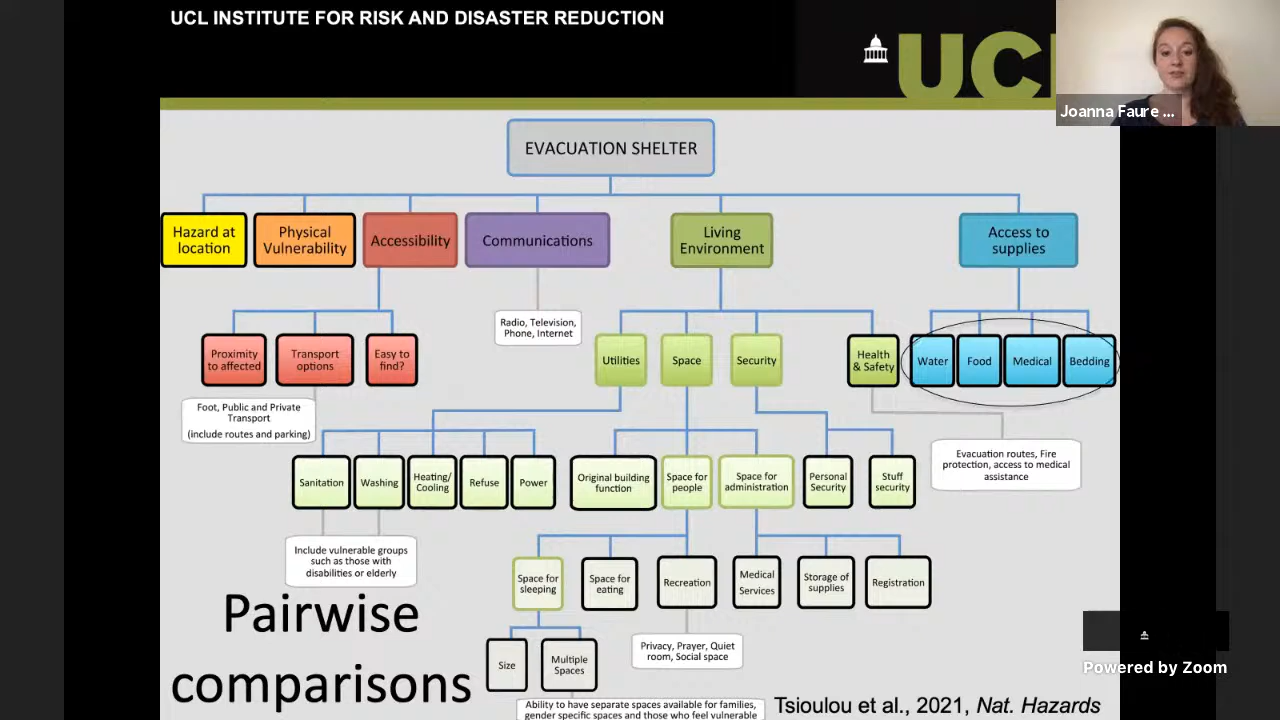 UCL INSTITUTE FOR RISK AND DISASTER REDUCTION
UC
Joanna Faure ...
EVACUATION SHELTER
Hazard at
location
Physical
Vulnerability
Accessibility
Communications
Living
Environment
Access to
supplies
Radio, Television,
Phone, Internet
Proximity
to affected
Transport
options
Easy to
find?
Utilities
Space
Security
Health
& Safety
Water
Food
Medical
Bedding
Foot, Public and Private
Transport
(include routes and parking)
Evacuation routes, Fire
protection, access to medical
assistance
Sanitation
Washing
Heating/
Cooling
Refuse
Power
Original building
function
Space for
people
Space for
administration
Personal
Security
Stuff
security
Include vulnerable groups
such as those with
disabilities or elderly
Space for
sleeping
Space for
eating
Recreation
Medical
Services
Storage of
supplies
Registration
Pairwise
comparisons
Size
Multiple
Spaces
Privacy, Prayer, Quiet
room, Social space
Ability to have separate spaces available for families,
gender specific spaces and those who feel vulnerable
Tsioulou et al., 2021, Nat. Hazards
Powered by Zoom